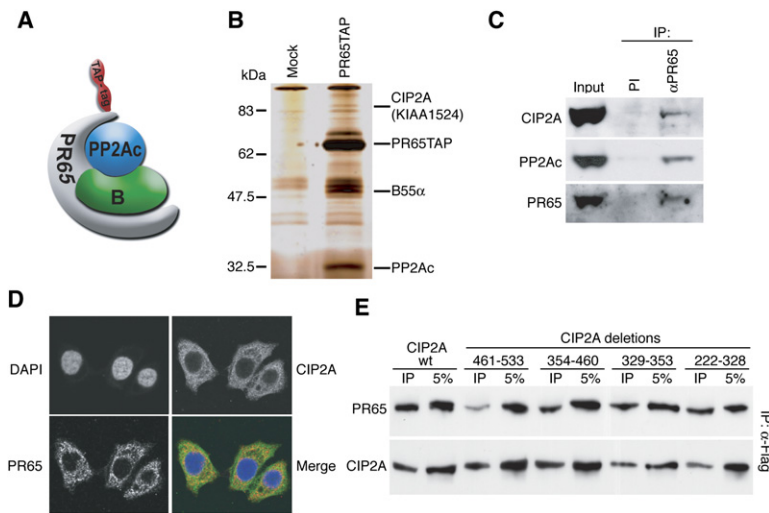 A
TAP-tag
PR65
PP2Ac
B
B
Mock
PR65TAP
kDa
83
62
47.5
32.5
CIP2A
(KIAA1524)
PR65TAP
B55α
PP2Ac
C
IP:
Input
PI
αPR65
CIP2A
PP2Ac
PR65
D
DAPI
CIP2A
PR65
Merge
E
CIP2A deletions
CIP2A
wt
461-533
354-460
329-353
222-328
IP 5% IP 5% IP 5% IP 5% IP 5%
PR65
CIP2A
IP: α-Flag